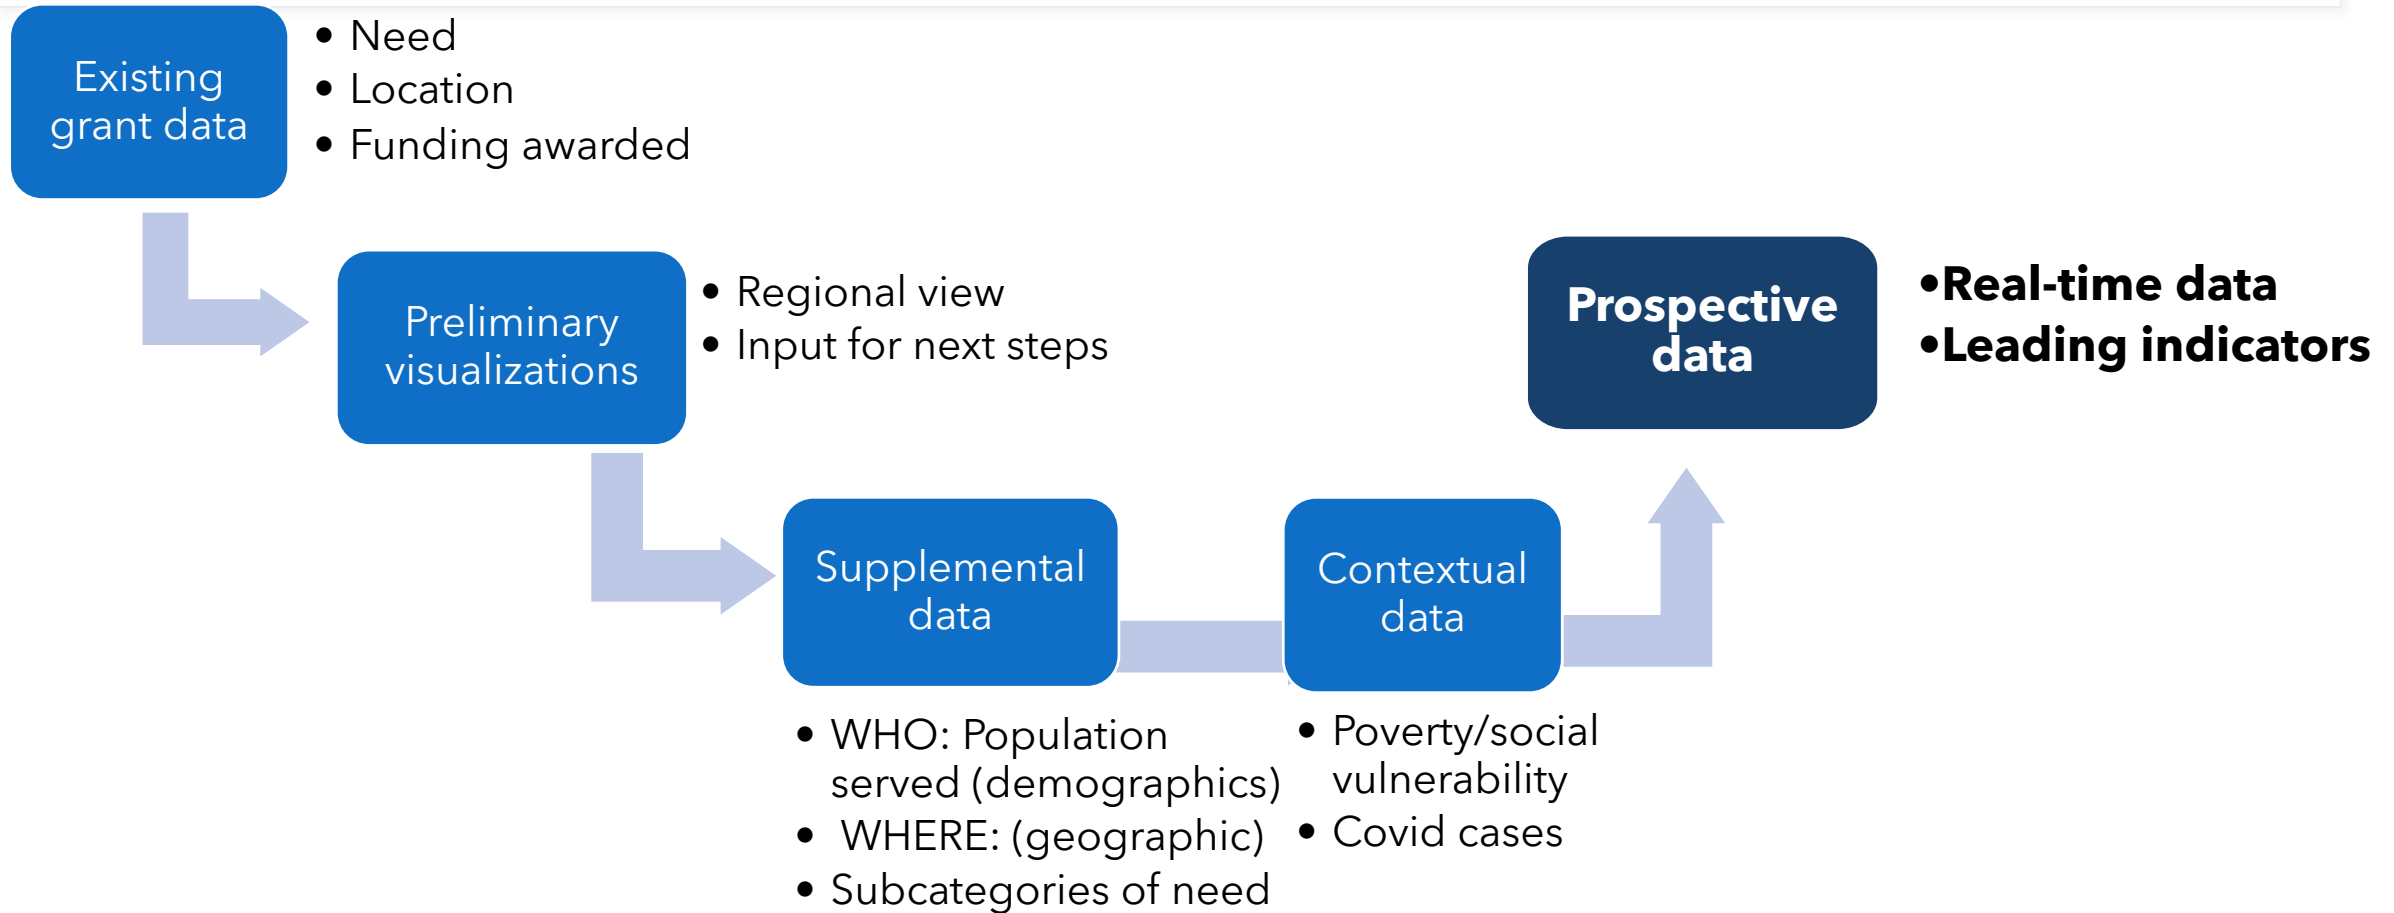 Existing
grant data
• Need
• Location
• Funding awarded
Preliminary
visualizations
• Regional view
• Input for next steps
Supplemental
data
• WHO: Population
served (demographics)
• WHERE: (geographic)
• Subcategories of need
Contextual
data
• Poverty/social
vulnerability
• Covid cases
Prospective
data
•Real-time data
•Leading indicators